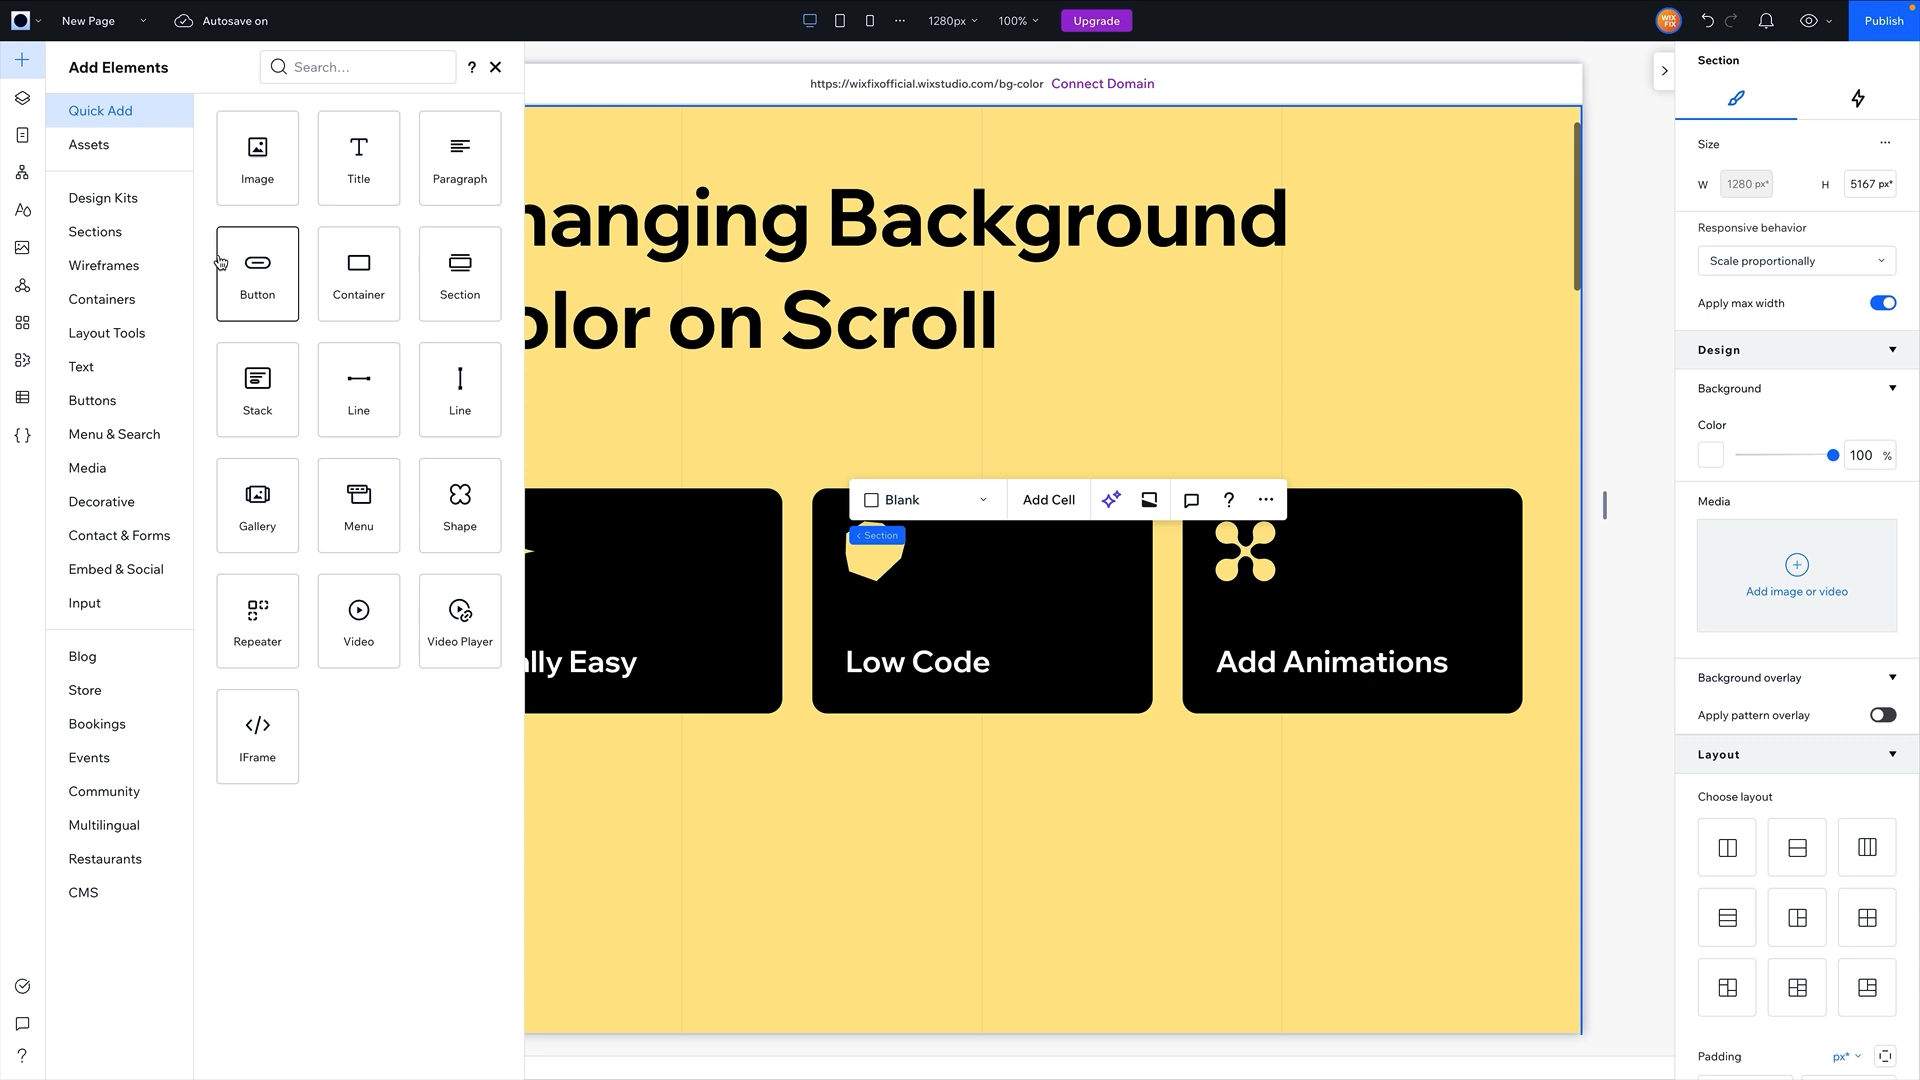 New Page
Autosave on
1280px
100%
Upgrade
WIX
FIX
Publish
Add Elements
Search...
?
Quick Add
Assets
Design Kits
Sections
Wireframes
Containers
Layout Tools
Text
Buttons
Menu & Search
Media
Decorative
Contact & Forms
Embed & Social
Input
Blog
Store
Bookings
Events
Community
Multilingual
Restaurants
CMS
Image
Title
Paragraph
Button
Container
Section
Stack
Line
Line
Gallery
Menu
Shape
Repeater
Video
Video Player
IFrame
https://wixfixofficial.wixstudio.com/bg-color Connect Domain
hanging Background
olor on Scroll
Blank
Add Cell
?
< Section
lly Easy
Low Code
Add Animations
Section
Size
W 1280 px*
H 5167 px*
Responsive behavior
Scale proportionally
Apply max width
Design
Background
Color
100 %
Media
Add image or video
Background overlay
Apply pattern overlay
Layout
Choose layout
Padding
px*
?